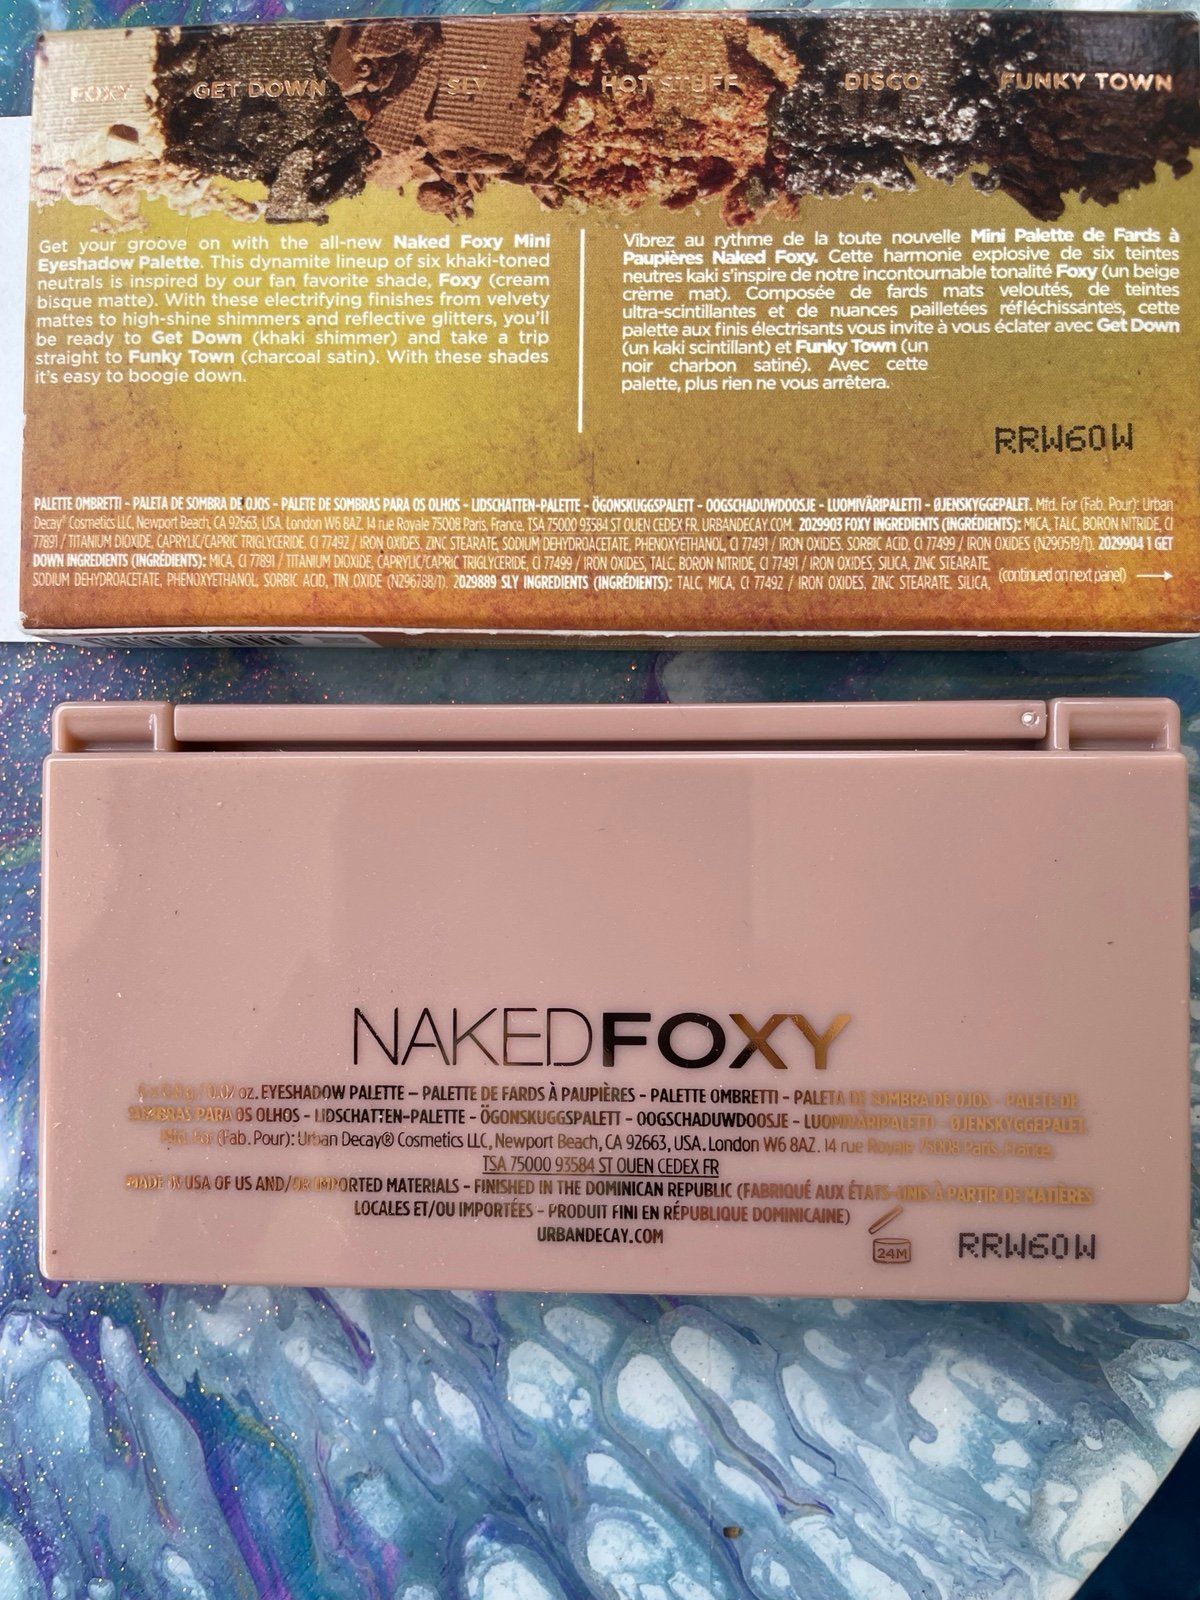 FOXY GET DOWN SLY HOT STUFF DISCO FUNKY TOWN
Get your groove on with the all-new Naked Foxy Mini
Eyeshadow Palette. This dynamite lineup of six khaki-toned
neutrals is inspired by our fan favorite shade, Foxy (cream
bisque matte). With these electrifying finishes from velvety
mattes to high-shine shimmers and reflective glitters, you'll
be ready to Get Down (khaki shimmer) and take a trip
straight to Funky Town (charcoal satin). With these shades
it's easy to boogie down.
Vibrez au rythme de la toute nouvelle Mini Palette de Fards à
Paupières Naked Foxy. Cette harmonie explosive de six teintes
neutres kaki s'inspire de notre incontournable tonalité Foxy (un beige
crème mat). Composée de fards mats veloutés, de teintes
ultra-scintillantes et de nuances pailletées réfléchissantes, cette
palette aux finis électrisants vous invite à vous éclater avec Get Down
(un kaki scintillant) et Funky Town (un
noir charbon satiné). Avec cette
palette, plus rien ne vous arrêtera.
RRW60W
PALETTE OMBRETTI - PALETA DE SOMBRA DE OJOS - PALETE DE SOMBRAS PARA OS OLHOS - LIDSCHATTEN-PALETTE - ÖGONSKUGGSPALETT - OOGSCHADUWDOOSJE - LUOMIVÄRIPALETTI - ØJENSKYGGEPALET. Mfd. For (Fab. Pour): Urban
Decay® Cosmetics LLC, Newport Beach, CA 92663, USA. London W6 8AZ. 14 rue Royale 75008 Paris, France. TSA 75000 93584 ST OUEN CEDEX FR. URBANDECAY.COM. 2029903 FOXY INGREDIENTS (INGRÉDIENTS): MICA, TALC, BORON NITRIDE, CI
77891 / TITANIUM DIOXIDE, CAPRYLIC/CAPRIC TRIGLYCERIDE, CI 77492 / IRON OXIDES, ZINC STEARATE, SODIUM DEHYDROACETATE, PHENOXYETHANOL, CI 77491 / IRON OXIDES, SORBIC ACID, CI 77499 / IRON OXIDES (N290519/1). 2029904 1 GET
DOWN INGREDIENTS (INGRÉDIENTS): MICA, CI 77891 / TITANIUM DIOXIDE, CAPRYLIC/CAPRIC TRIGLYCERIDE, CI 77499 / IRON OXIDES, TALC, BORON NITRIDE, CI 77491 / IRON OXIDES, SILICA, ZINC STEARATE,
SODIUM DEHYDROACETATE, PHENOXYETHANOL, SORBIC ACID, TIN OXIDE (N296788/1). 2029889 SLY INGREDIENTS (INGRÉDIENTS): TALC, MICA, CI 77492 / IRON OXIDES, ZINC STEARATE, SILICA, (continued on next panel)
NAKEDFOXY
oz. EYESHADOW PALETTE – PALETTE DE FARDS À PAUPIÈRES - PALETTE OMBRETTI - PALETA DE SOMBRA DE OJOS - PALETE DE
SOMBRAS PARA OS OLHOS - LIDSCHATTEN-PALETTE - ÖGONSKUGGSPALETT - OOGSCHADUWDOOSJE - LUOMIVÄRIPALETTI - ØJENSKYGGEPALET.
Mfd. For (Fab. Pour): Urban Decay® Cosmetics LLC, Newport Beach, CA 92663, USA. London W6 8AZ. 14 rue Royale 75008 Paris, France.
TSA 75000 93584 ST OUEN CEDEX FR
MADE IN USA OF US AND/OR IMPORTED MATERIALS - FINISHED IN THE DOMINICAN REPUBLIC (FABRIQUÉ AUX ÉTATS-UNIS À PARTIR DE MATIÈRES
LOCALES ET/OU IMPORTÉES - PRODUIT FINI EN RÉPUBLIQUE DOMINICAINE)
URBANDECAY.COM
24M
RRW60W